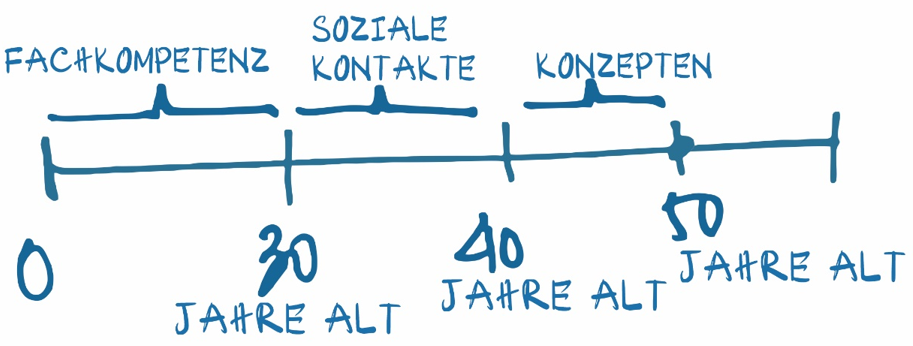 FACHKOMPETENZ
SOZIALE
KONTAKTE
KONZEPTEN
0
30
JAHRE ALT
40
JAHRE ALT
50
JAHRE ALT